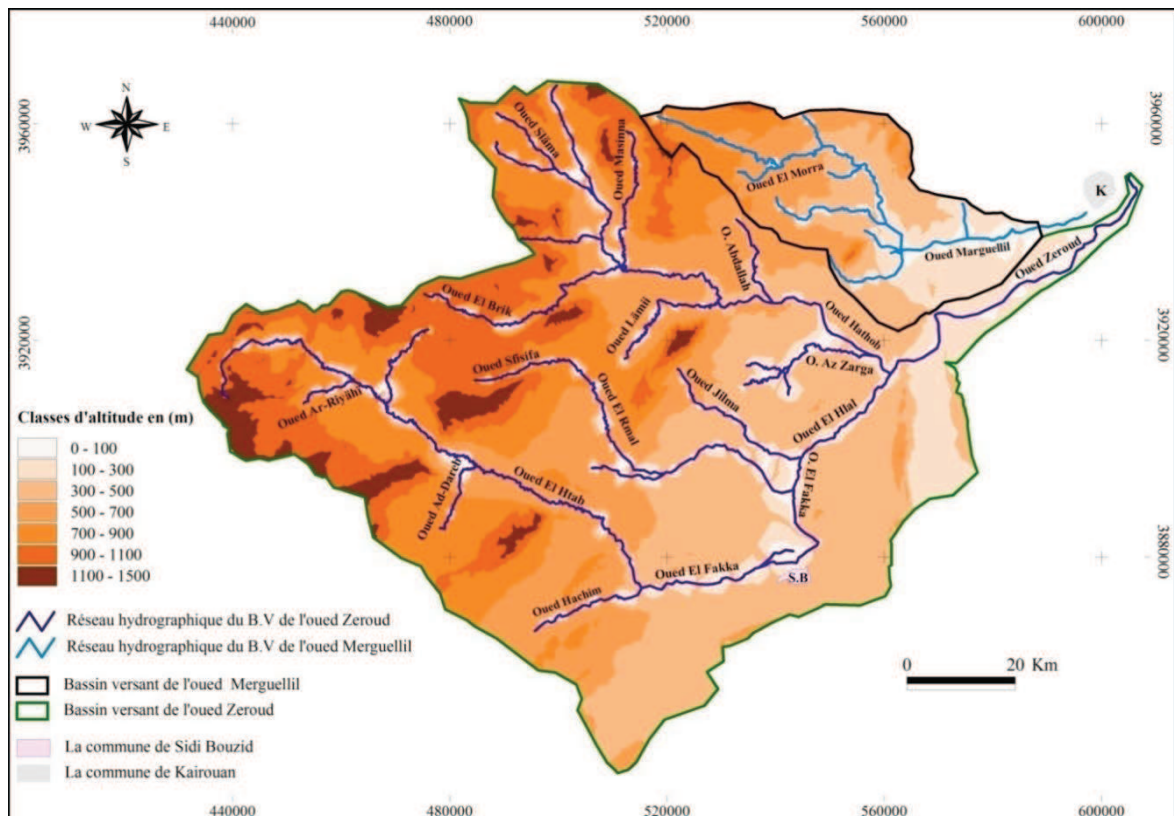 440000 480000 520000 560000 600000
3960000
3960000
N
W E
S
Oued Slâma
Oued Masinna
Oued El Morra
K
O. Abdallah
Oued Marguellil
Oued Zeroud
Oued El Brik
Oued Lâmii
Oued Hathob
3920000
3920000
Oued Sfisifa
O. Az Zarga
Oued Ar-Riyâhi
Oued Jilma
Oued El Rmal
Oued El Hlal
Oued Ad-Dareb
Oued El Htab
O. El Fakka
3880000
Oued El Fakka
S.B
Oued Hachim
Classes d'altitude en (m)
0 - 100
100 - 300
300 - 500
500 - 700
700 - 900
900 - 1100
1100 - 1500
Réseau hydrographique du B.V de l'oued Zeroud
Réseau hydrographique du B.V de l'oued Merguellil
Bassin versant de l'oued Merguellil
Bassin versant de l'oued Zeroud
La commune de Sidi Bouzid
La commune de Kairouan
0 20 Km
440000 480000 520000 560000 600000